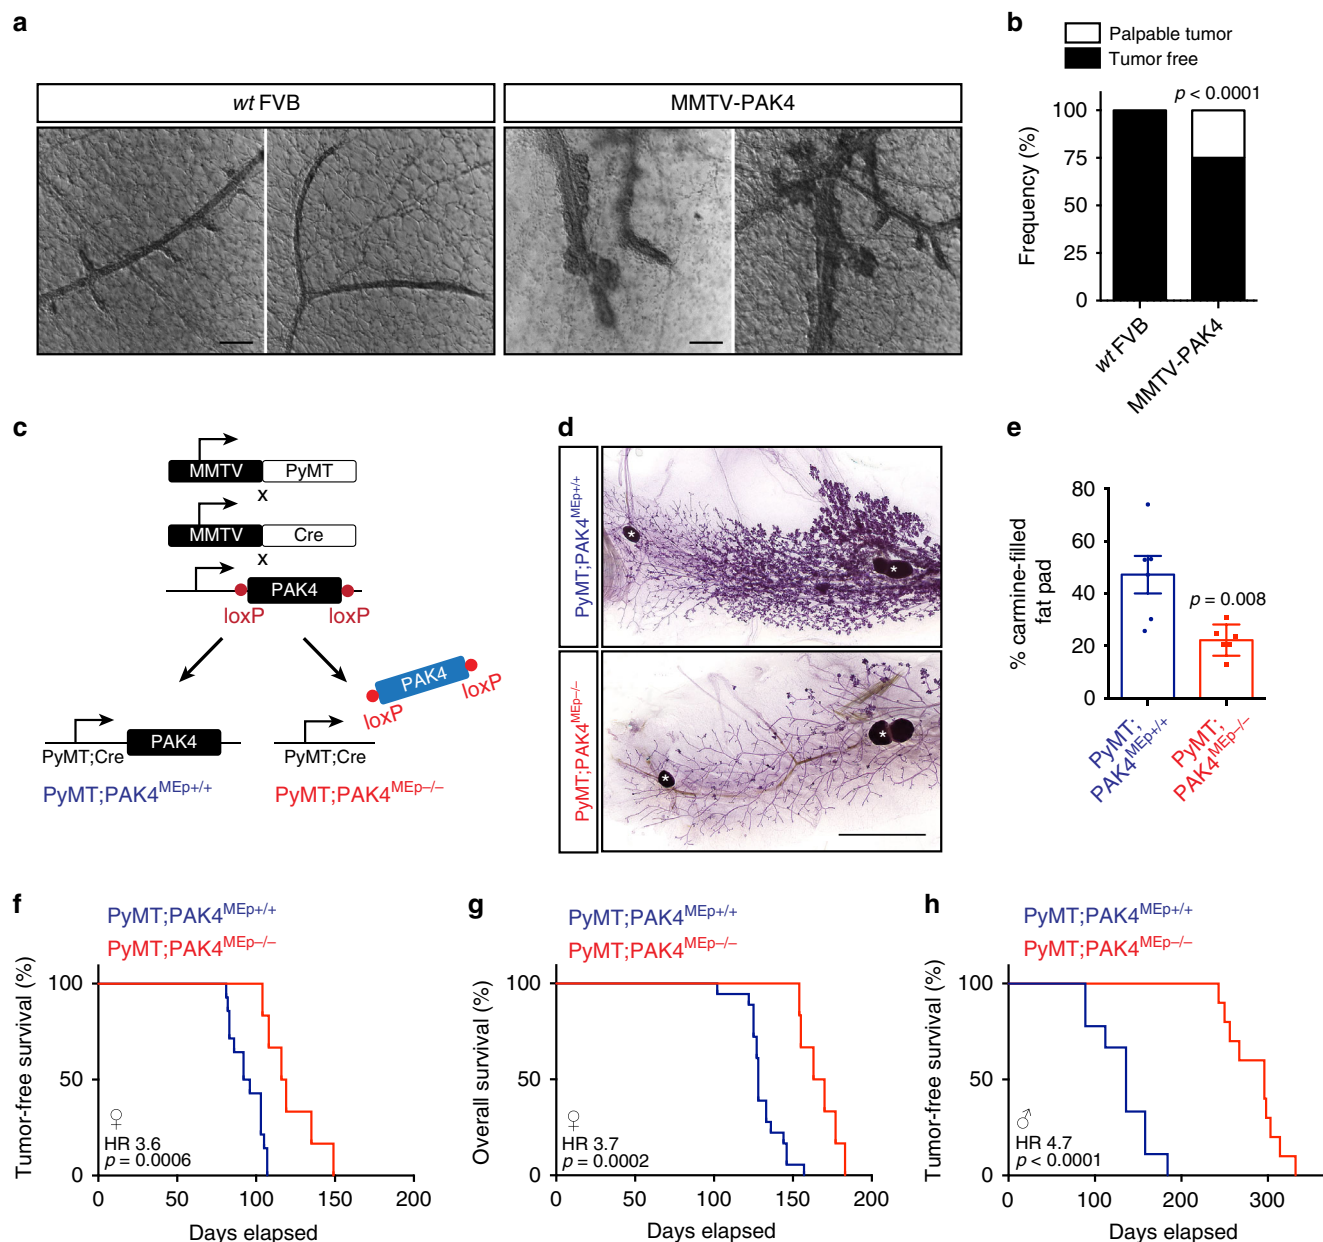 a
wt FVB
MMTV-PAK4
b
Palpable tumor
Tumor free
p < 0.0001
100
75
50
25
0
Frequency (%)
wt FVB
MMTV-PAK4
c
MMTV PyMT
x
MMTV Cre
x
PAK4
loxP loxP
PAK4
loxP loxP
PAK4
PyMT;Cre
PyMT;Cre
PyMT;PAK4MEp+/+
PyMT;PAK4MEp–/–
d
PyMT;PAK4MEp+/+
* *
PyMT;PAK4MEp–/–
* *
e
80
60
40
20
0
% carmine-filled
fat pad
p = 0.008
PyMT;
PAK4MEp+/+
PyMT;
PAK4MEp–/–
f
PyMT;PAK4MEp+/+
PyMT;PAK4MEp–/–
Tumor-free survival (%)
100
50
0
♀
HR 3.6
p = 0.0006
0 50 100 150 200
Days elapsed
g
PyMT;PAK4MEp+/+
PyMT;PAK4MEp–/–
Overall survival (%)
100
50
0
♀
HR 3.7
p = 0.0002
0 50 100 150 200
Days elapsed
h
PyMT;PAK4MEp+/+
PyMT;PAK4MEp–/–
Tumor-free survival (%)
100
50
0
♂
HR 4.7
p < 0.0001
0 100 200 300
Days elapsed